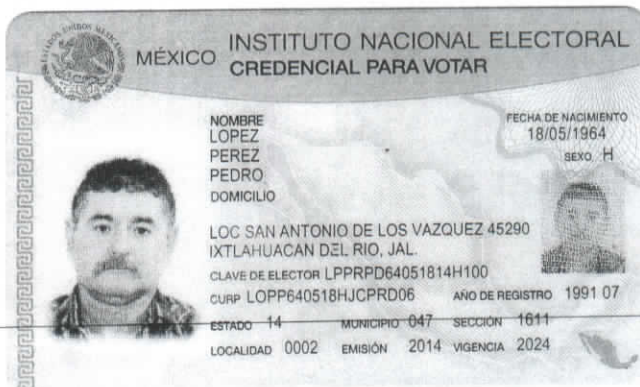 MÉXICO INSTITUTO NACIONAL ELECTORAL
CREDENCIAL PARA VOTAR
NOMBRE
LOPEZ
PEREZ
PEDRO
FECHA DE NACIMIENTO
18/05/1964
SEXO H
DOMICILIO
LOC SAN ANTONIO DE LOS VAZQUEZ 45290
IXTLAHUACAN DEL RIO, JAL.
CLAVE DE ELECTOR LPPRPD64051814H100
CURP LOPP640518HJCPRD06 AÑO DE REGISTRO 1991 07
ESTADO 14 MUNICIPIO 047 SECCIÓN 1611
LOCALIDAD 0002 EMISIÓN 2014 VIGENCIA 2024